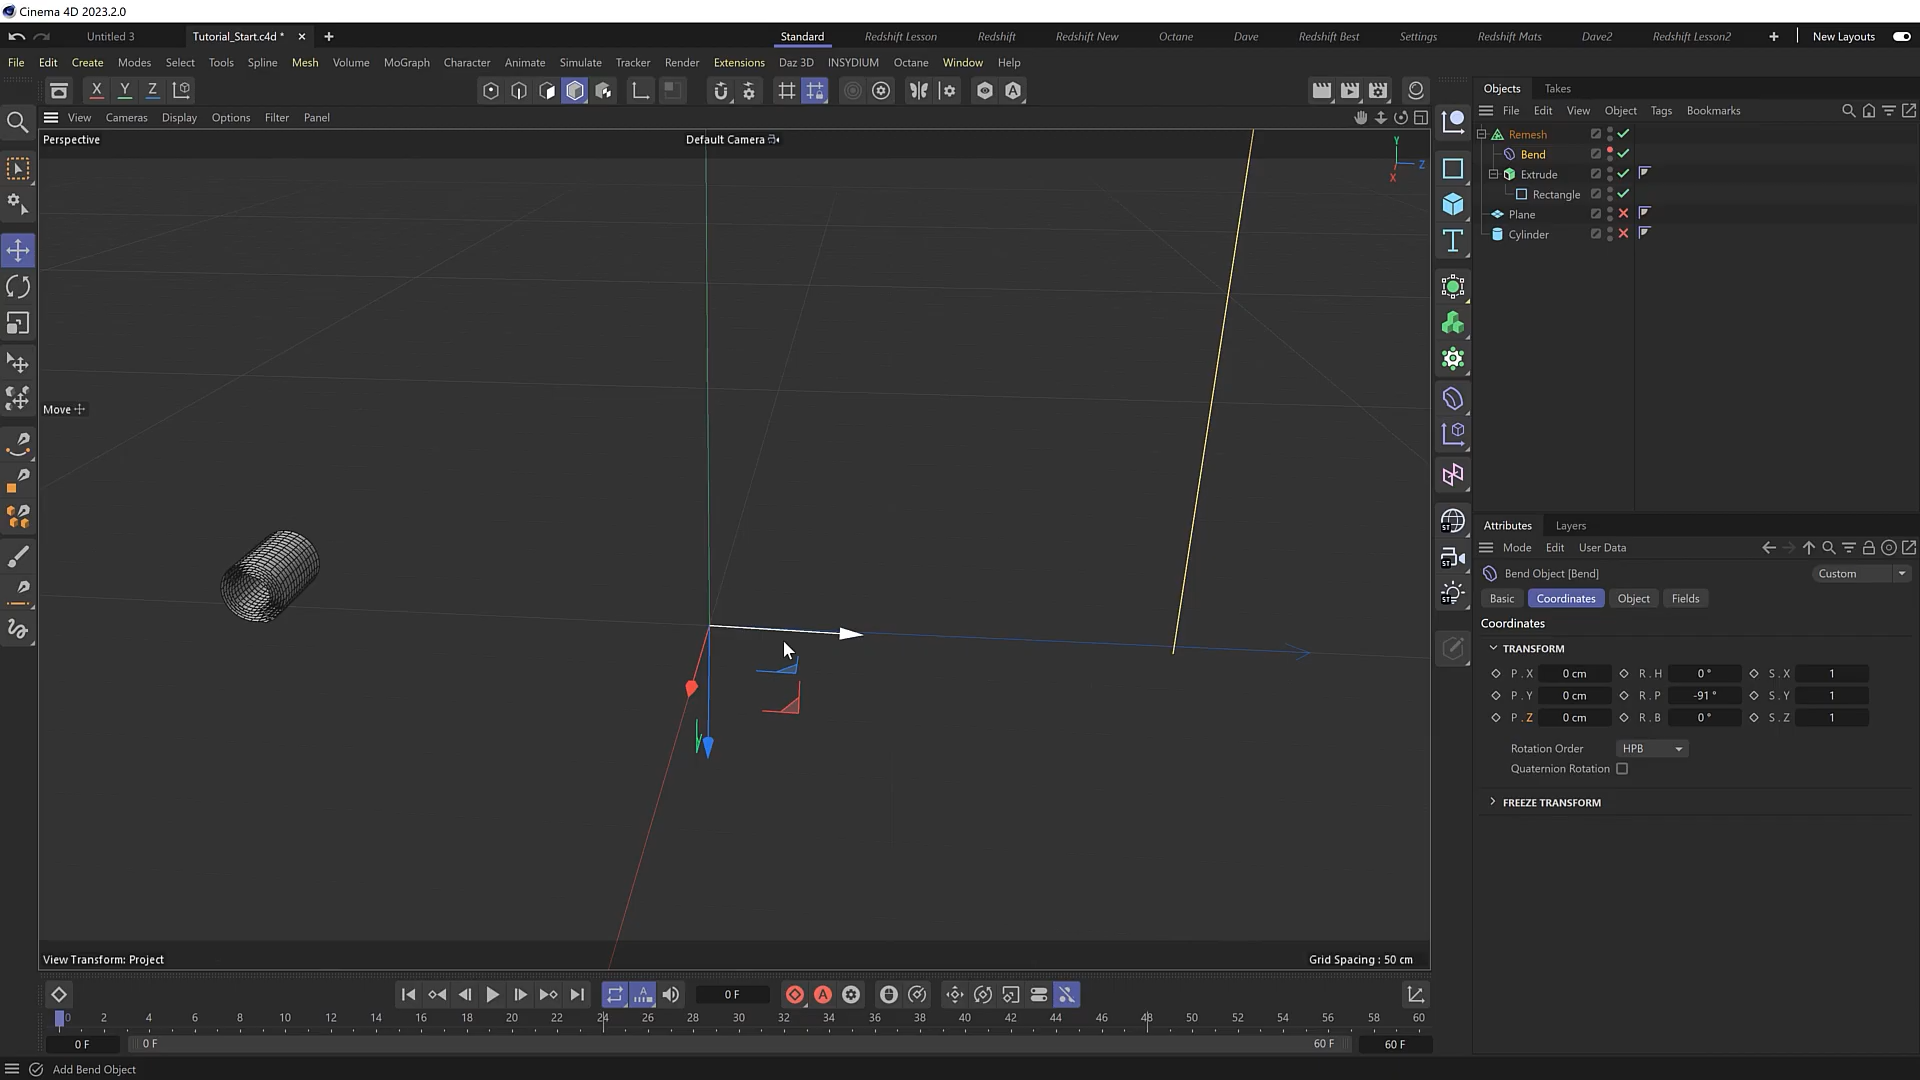 Cinema 4D 2023.2.0
Untitled 3
Tutorial_Start.c4d *
Standard
Redshift Lesson
Redshift
Redshift New
Octane
Dave
Redshift Best
Settings
Redshift Mats
Dave2
Redshift Lesson2
New Layouts
File Edit Create Modes Select Tools Spline Mesh Volume MoGraph Character Animate Simulate Tracker Render Extensions Daz 3D INSYDIUM Octane Window Help
X Y Z
Objects Takes
View Cameras Display Options Filter Panel
File Edit View Object Tags Bookmarks
Perspective
Default Camera
Y
Z
X
Remesh
Bend
Extrude
Rectangle
Plane
Cylinder
Move
Attributes Layers
Mode Edit User Data
Bend Object [Bend]
Custom
Basic Coordinates Object Fields
Coordinates
TRANSFORM
P . X 0 cm R . H 0 ° S . X 1
P . Y 0 cm R . P -91 ° S . Y 1
P . Z 0 cm R . B 0 ° S . Z 1
Rotation Order HPB
Quaternion Rotation
FREEZE TRANSFORM
ST
ST
ST
View Transform: Project
Grid Spacing : 50 cm
0 F
0 2 4 6 8 10 12 14 16 18 20 22 24 26 28 30 32 34 36 38 40 42 44 46 48 50 52 54 56 58 60
0 F 0 F 60 F 60 F
Add Bend Object